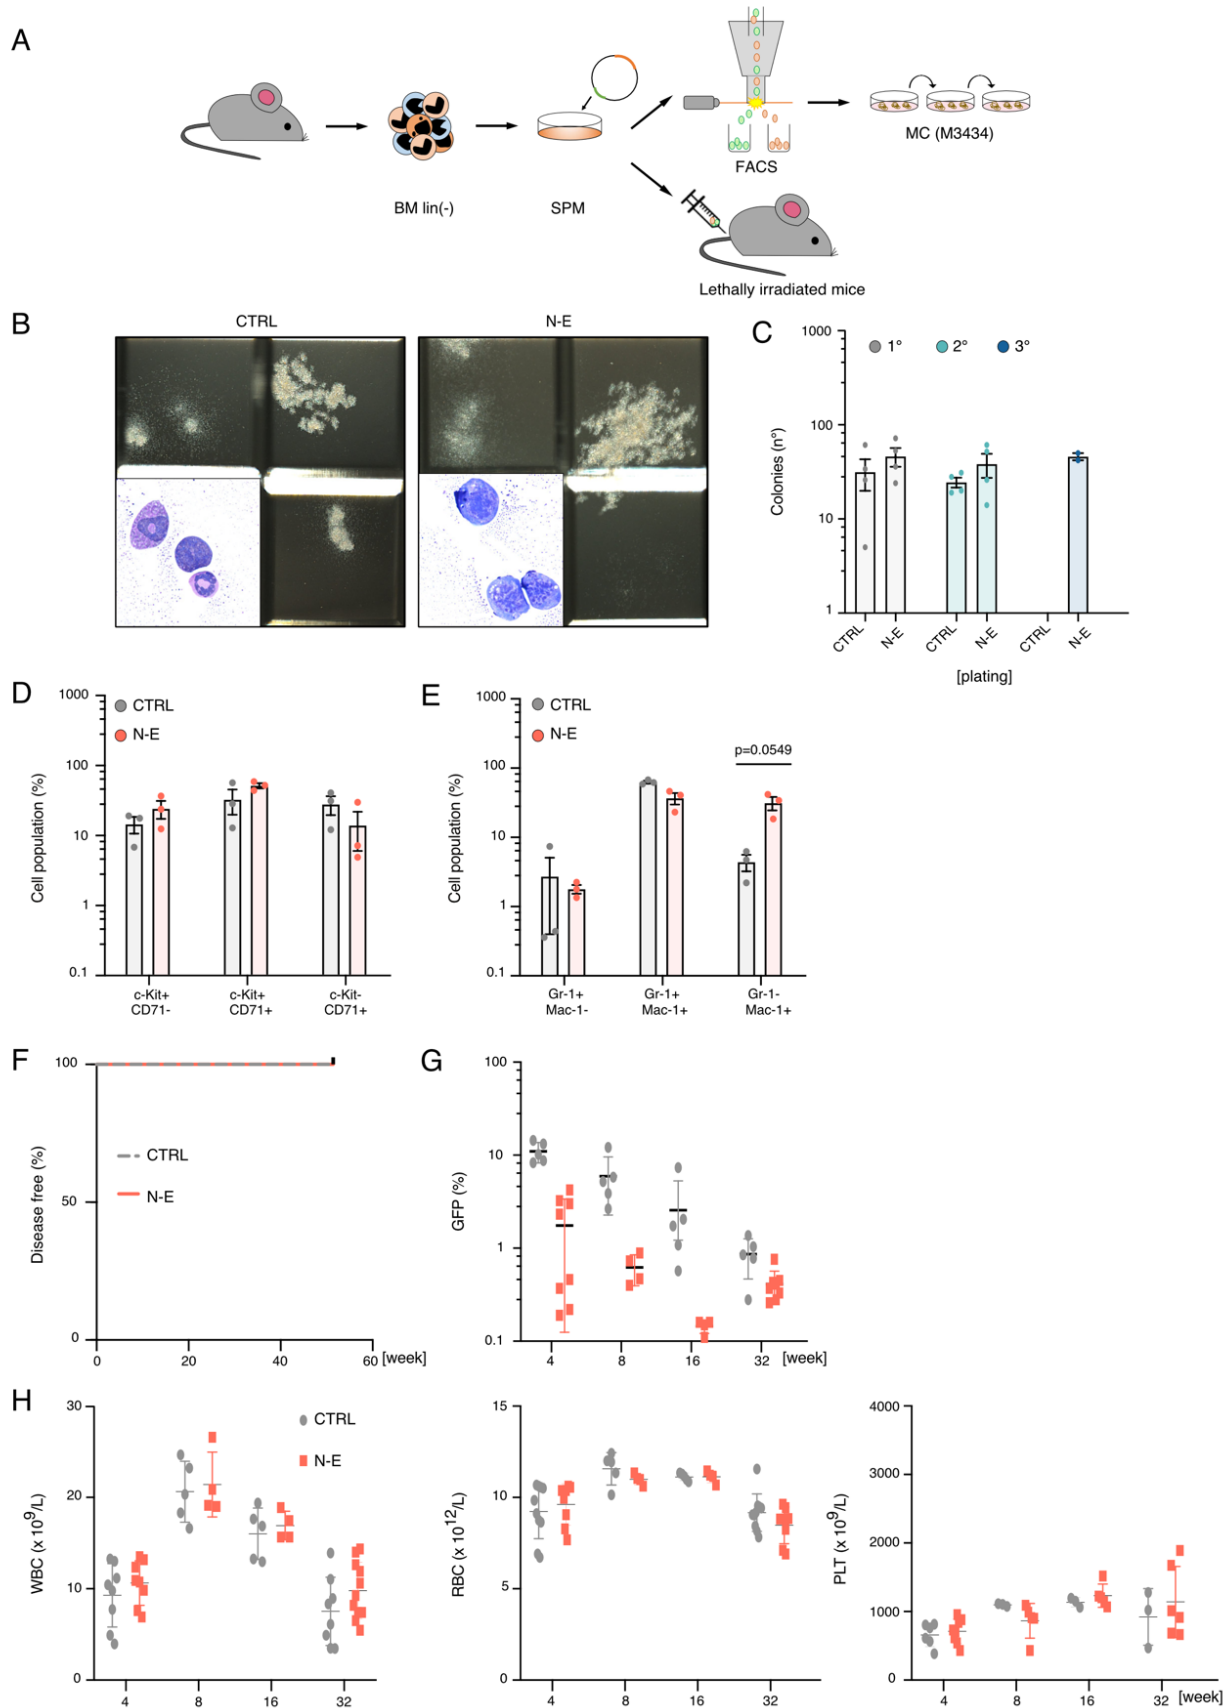 A
BM lin(-)
SPM
FACS
MC (M3434)
Lethally irradiated mice
B
CTRL
N-E
C
1000
100
10
1
Colonies (n°)
1°
2°
3°
CTRL
N-E
CTRL
N-E
CTRL
N-E
[plating]
D
1000
100
10
1
0.1
Cell population (%)
CTRL
N-E
c-Kit+
CD71-
c-Kit+
CD71+
c-Kit-
CD71+
E
1000
100
10
1
0.1
Cell population (%)
CTRL
N-E
p=0.0549
Gr-1+
Mac-1-
Gr-1+
Mac-1+
Gr-1-
Mac-1+
F
100
50
0
Disease free (%)
CTRL
N-E
0
20
40
60
[week]
G
100
10
1
0.1
GFP (%)
4
8
16
32
[week]
H
30
20
10
0
WBC (x 10⁹/L)
CTRL
N-E
4
8
16
32
15
10
5
0
RBC (x 10¹²/L)
4
8
16
32
4000
3000
2000
1000
0
PLT (x 10⁹/L)
4
8
16
32
[week]